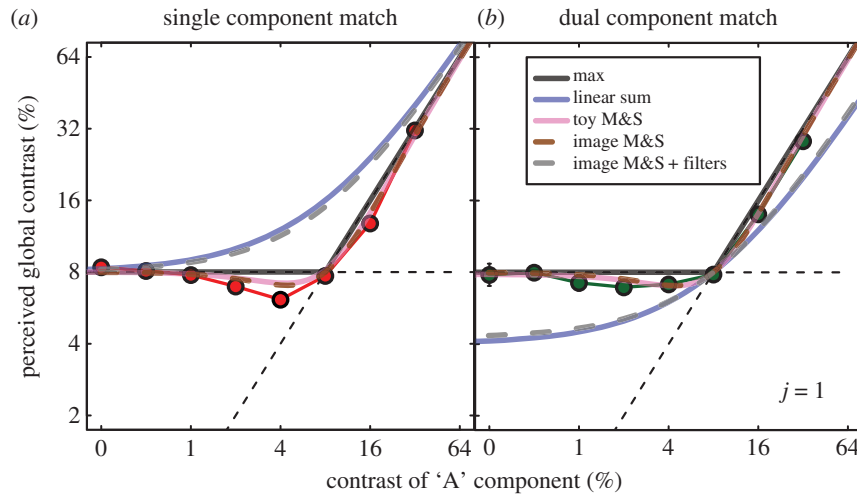 (a) single component match
(b) dual component match
64
32
16
8
4
2
perceived global contrast (%)
max
linear sum
toy M&S
image M&S
image M&S + filters
j = 1
0 1 4 16 64
0 1 4 16 64
contrast of ‘A’ component (%)